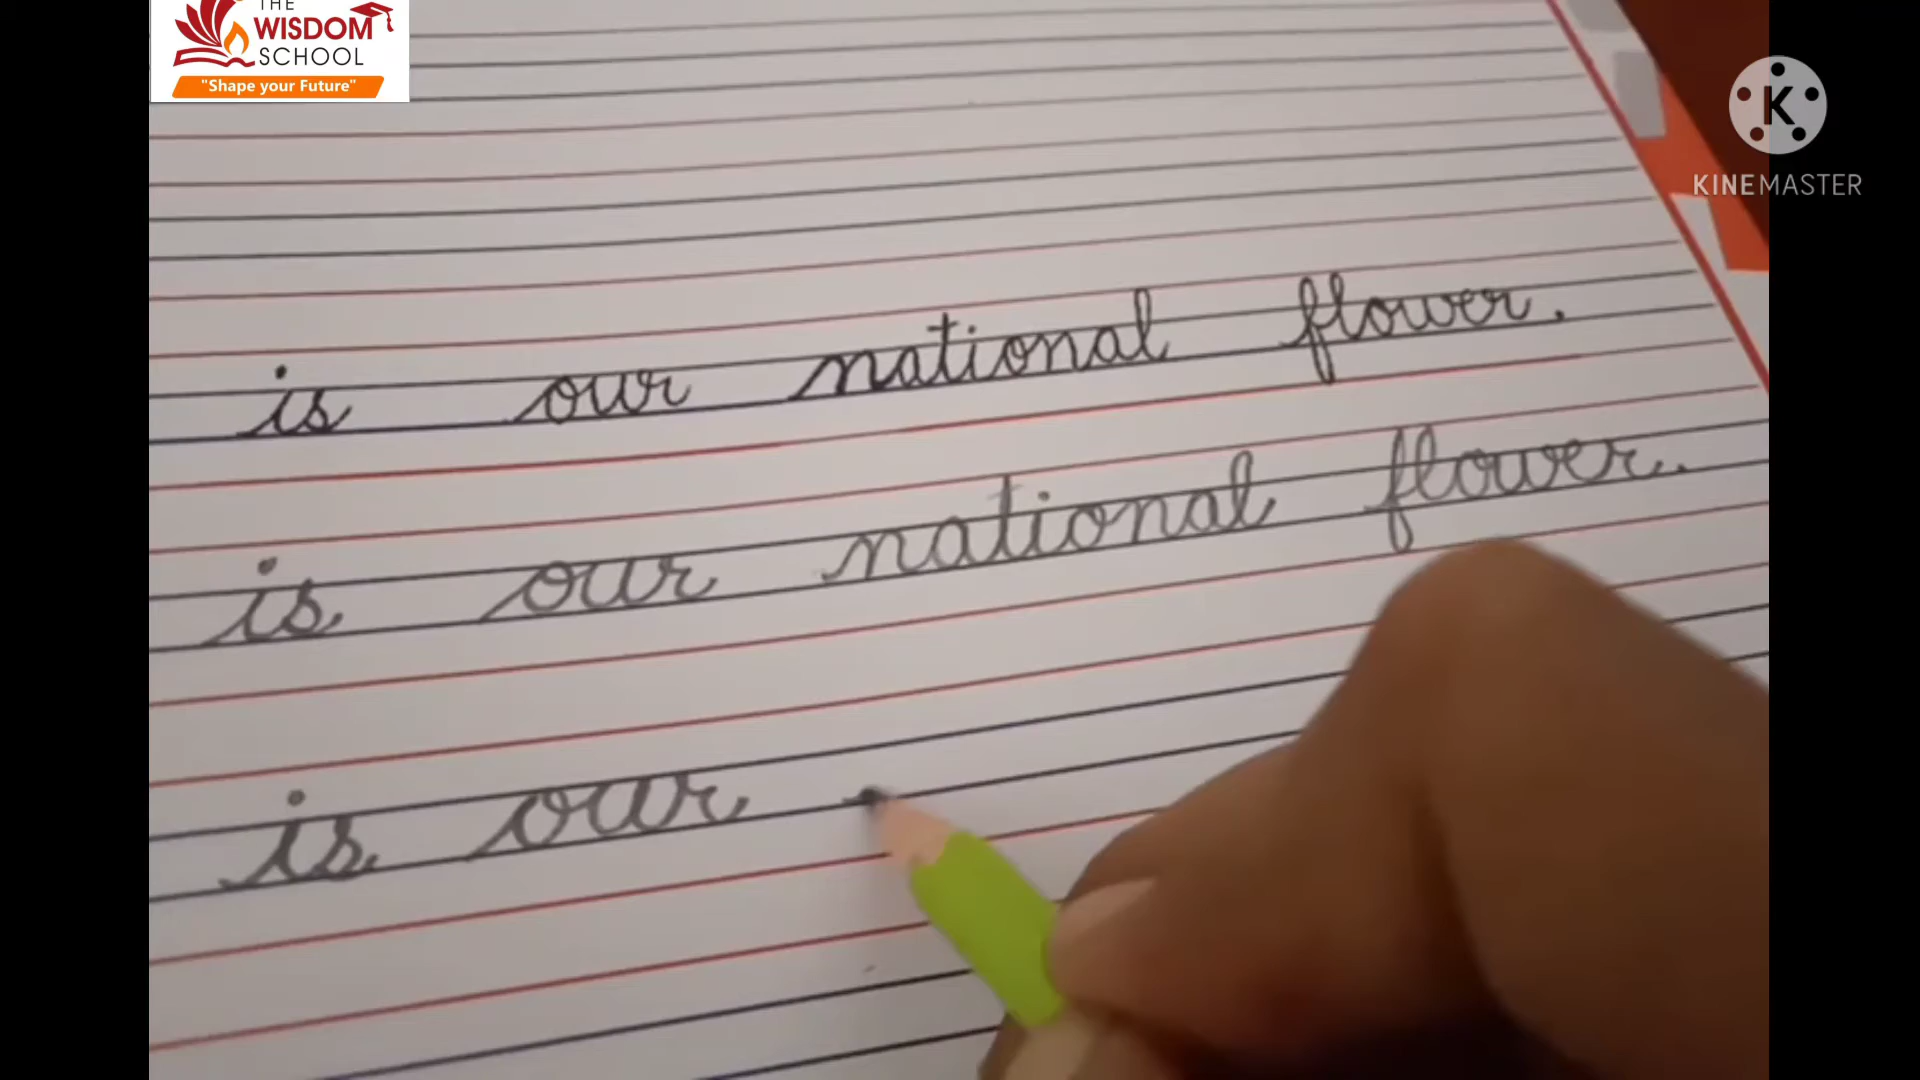 THE
WISDOM
SCHOOL
"Shape your Future"
K
KINEMASTER
is our national flower.
is our national flower.
is our